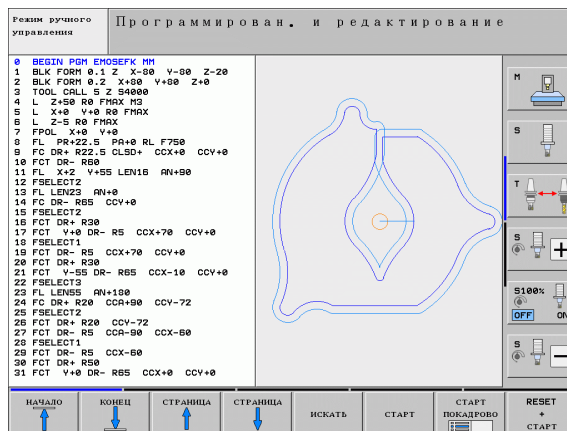 Режим ручного
управления
Программирован. и редактирование
0 BEGIN PGM EMOSEFK MM
1 BLK FORM 0.1 Z X-80 Y-80 Z-20
2 BLK FORM 0.2 X+80 Y+80 Z+0
3 TOOL CALL 5 Z S4000
4 L Z+50 R0 FMAX M3
5 L X+0 Y+0 R0 FMAX
6 L Z-5 R0 FMAX
7 FPOL X+0 Y+0
8 FL PR+22.5 PA+0 RL F750
9 FC DR+ R22.5 CLSD+ CCX+0 CCY+0
10 FCT DR- R60
11 FL X+2 Y+55 LEN16 AN+90
12 FSELECT2
13 FL LEN23 AN+0
14 FC DR- R65 CCY+0
15 FSELECT2
16 FCT DR+ R30
17 FCT Y+0 DR- R5 CCX+70 CCY+0
18 FSELECT1
19 FCT DR- R5 CCX+70 CCY+0
20 FCT DR+ R30
21 FCT Y-55 DR- R65 CCX-10 CCY+0
22 FSELECT3
23 FL LEN55 AN+180
24 FC DR+ R20 CCA+90 CCY-72
25 FSELECT2
26 FCT DR+ R20 CCY-72
27 FCT DR- R5 CCA-90 CCX-60
28 FSELECT1
29 FCT DR- R5 CCX-60
30 FCT DR+ R50
31 FCT Y+0 DR- R65 CCX+0 CCY+0
M
S
T
S
+
S100%
OFF ON
S
–
НАЧАЛО
КОНЕЦ
СТРАНИЦА
СТРАНИЦА
ИСКАТЬ
СТАРТ
СТАРТ
ПОКАДРОВО
RESET
+
СТАРТ